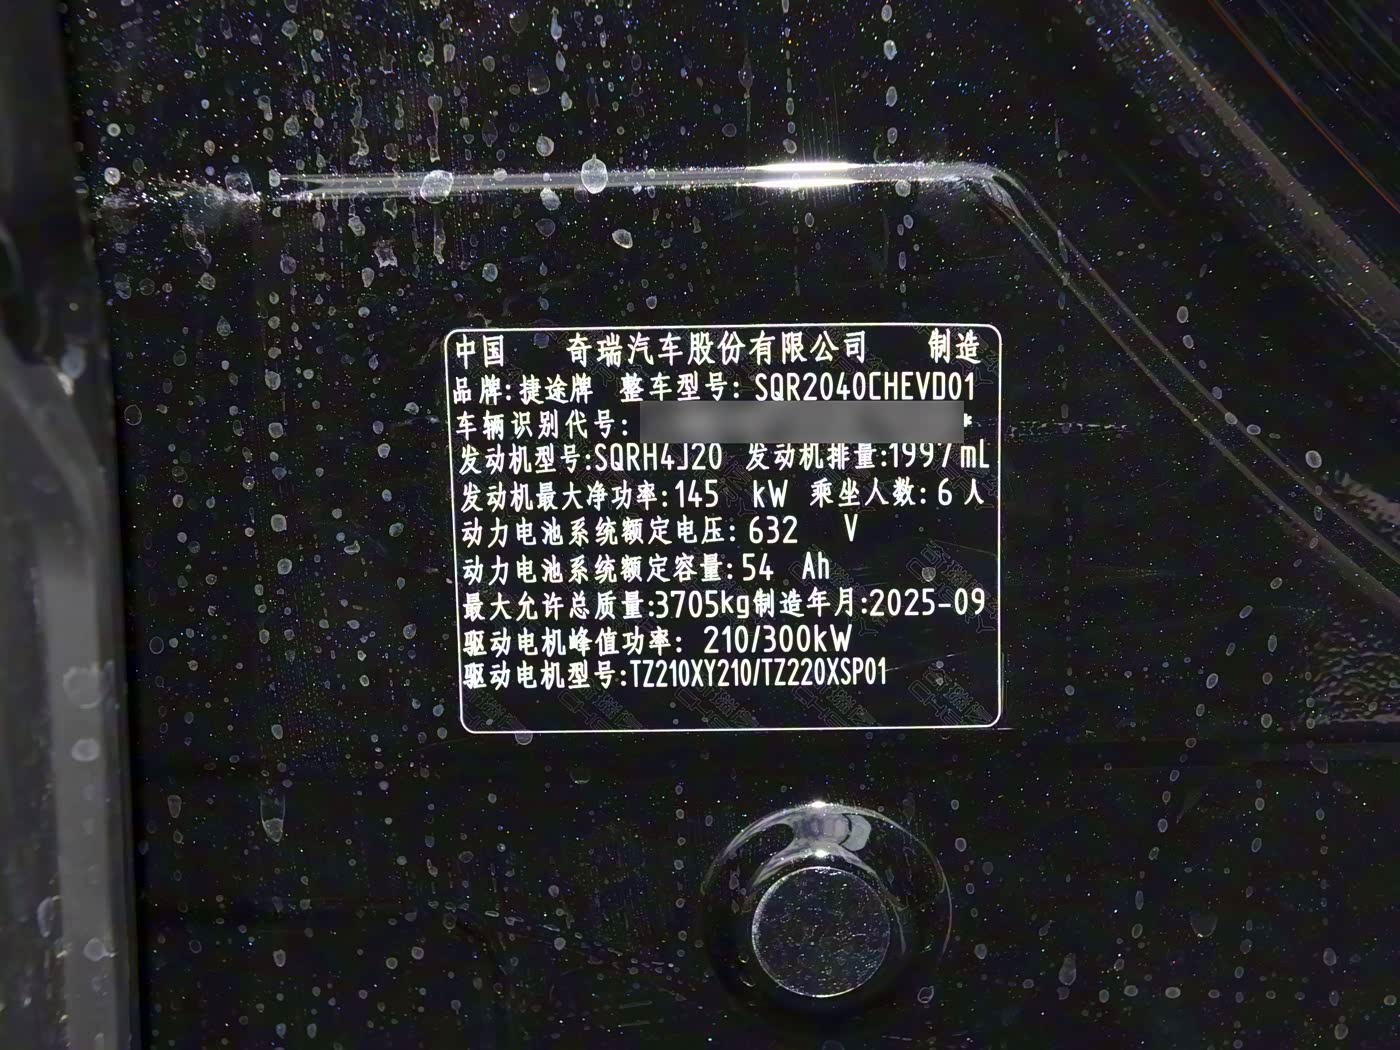 中国 奇瑞汽车股份有限公司 制造
品牌:捷途牌 整车型号: SQR2040CHEVD01
车辆识别代号: *
发动机型号:SQRH4J20 发动机排量:1997mL
发动机最大净功率:145 kW 乘坐人数:6人
动力电池系统额定电压:632 V
动力电池系统额定容量:54 Ah
最大允许总质量:3705kg制造年月:2025-09
驱动电机峰值功率: 210/300kW
驱动电机型号:TZ210XY210/TZ220XSP01